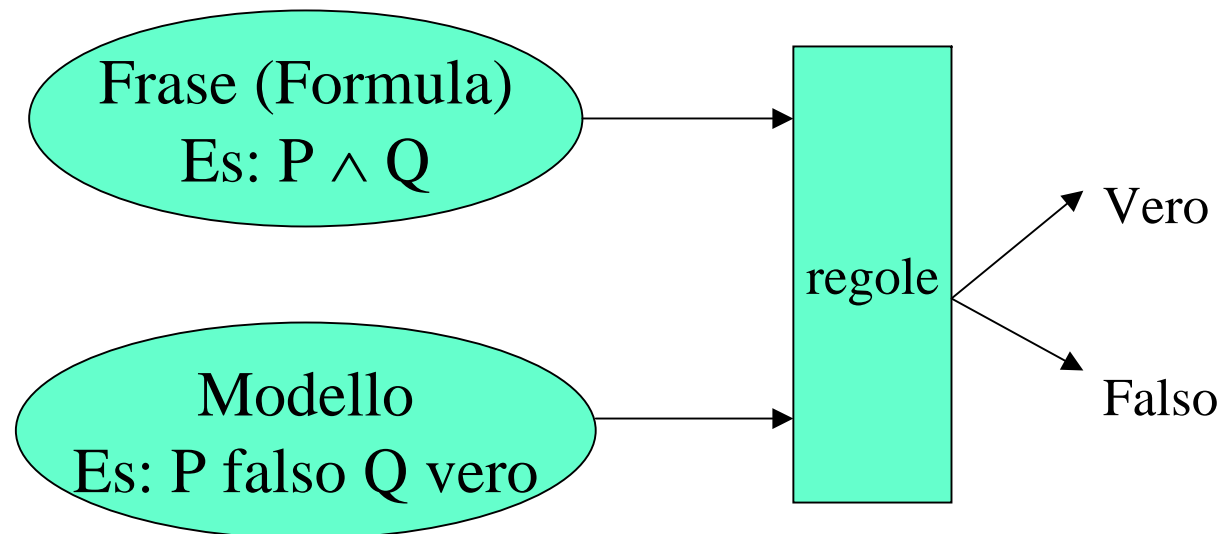 Frase (Formula)
Es: P ∧ Q
Modello
Es: P falso Q vero
regole
Vero
Falso